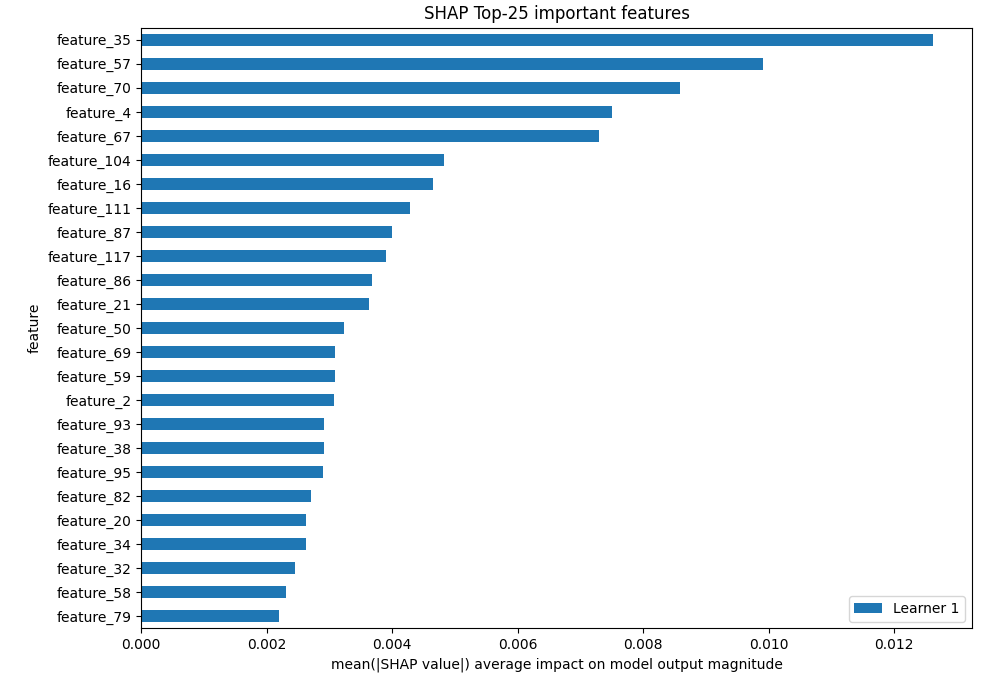 SHAP Top-25 important features
feature_35
feature_57
feature_70
feature_4
feature_67
feature_104
feature_16
feature_111
feature_87
feature_117
feature_86
feature_21
feature_50
feature_69
feature_59
feature_2
feature_93
feature_38
feature_95
feature_82
feature_20
feature_34
feature_32
feature_58
feature_79
feature
Learner 1
0.000 0.002 0.004 0.006 0.008 0.010 0.012
mean(|SHAP value|) average impact on model output magnitude